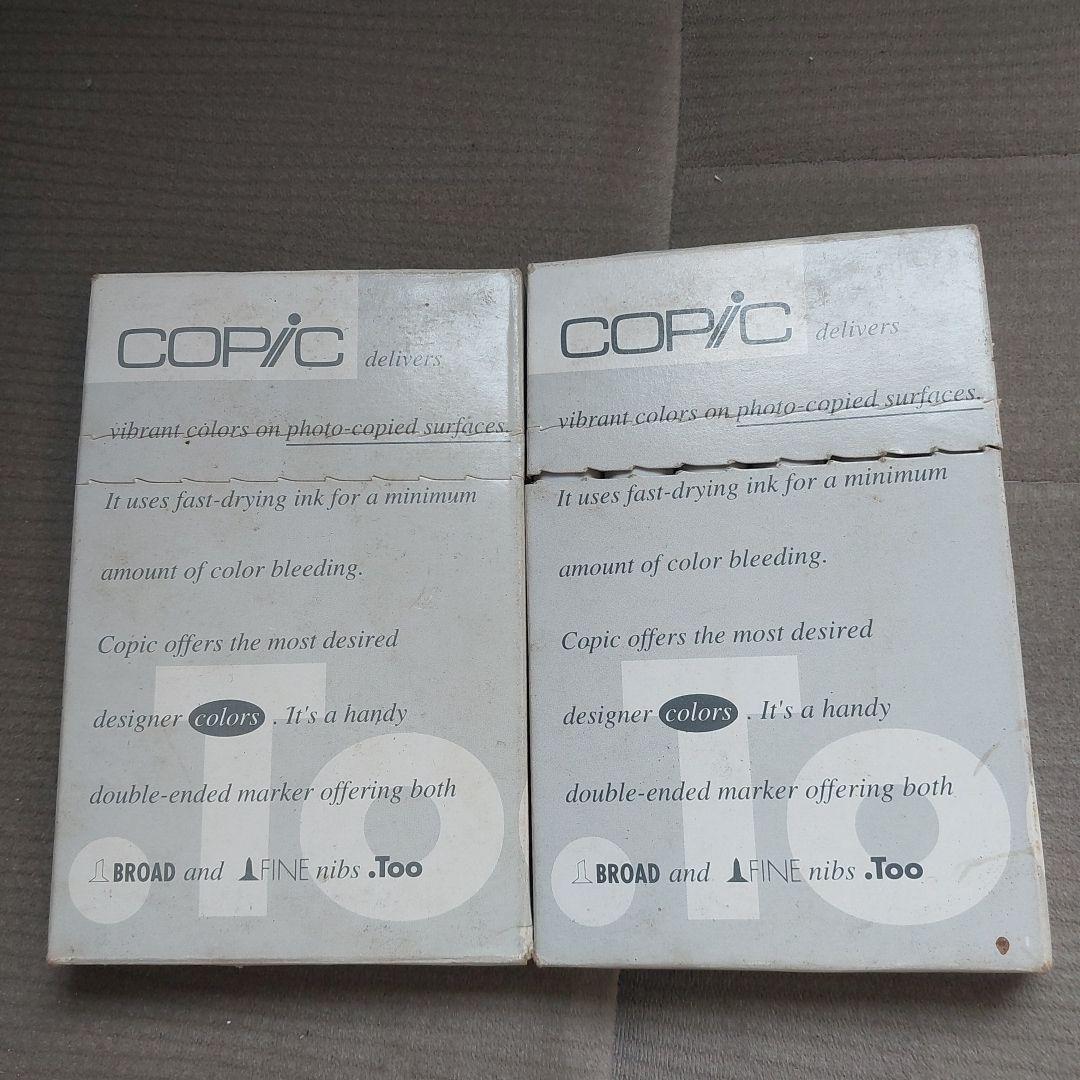 COPiC delivers
vibrant colors on photo-copied surfaces.
It uses fast-drying ink for a minimum
amount of color bleeding.
Copic offers the most desired
designer colors . It's a handy
double-ended marker offering both
BROAD and FINE nibs .Too
.To
COPiC delivers
vibrant colors on photo-copied surfaces.
It uses fast-drying ink for a minimum
amount of color bleeding.
Copic offers the most desired
designer colors . It's a handy
double-ended marker offering both
BROAD and FINE nibs .Too
.To